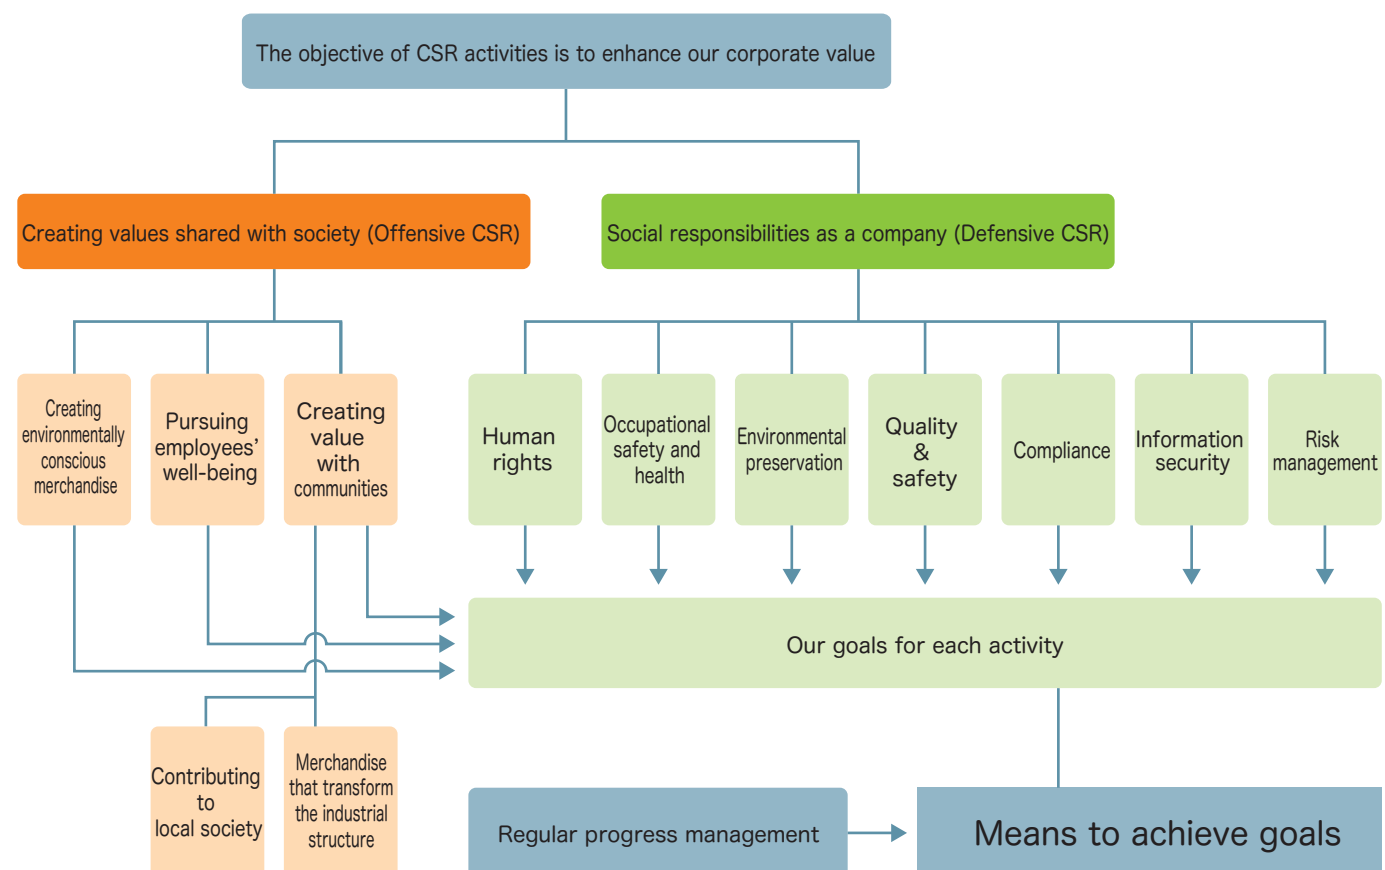 The objective of CSR activities is to enhance our corporate value
Creating values shared with society (Offensive CSR)
Social responsibilities as a company (Defensive CSR)
Creating
environmentally
conscious
merchandise
Pursuing
employees’
well-being
Creating
value
with
communities
Human
rights
Occupational
safety and
health
Environmental
preservation
Quality
&
safety
Compliance
Information
security
Risk
management
Our goals for each activity
Contributing
to
local society
Merchandise
that transform
the industrial
structure
Regular progress management
Means to achieve goals